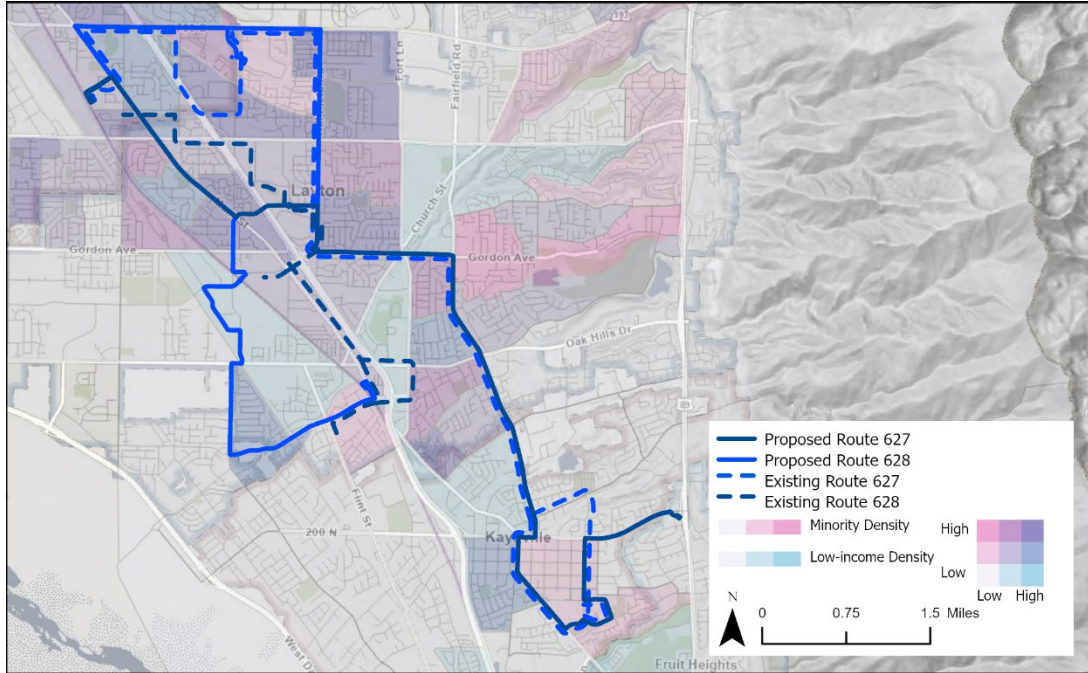 Fort Ln
Fairfield Rd
Layton
Church St
Gordon Ave
Gordon Ave
Oak Hills Dr
89
Flint St
200 N
Kaysville
Fruit Heights
Proposed Route 627
Proposed Route 628
Existing Route 627
Existing Route 628
Minority Density
Low-income Density
High
Low
Low High
N
0 0.75 1.5 Miles